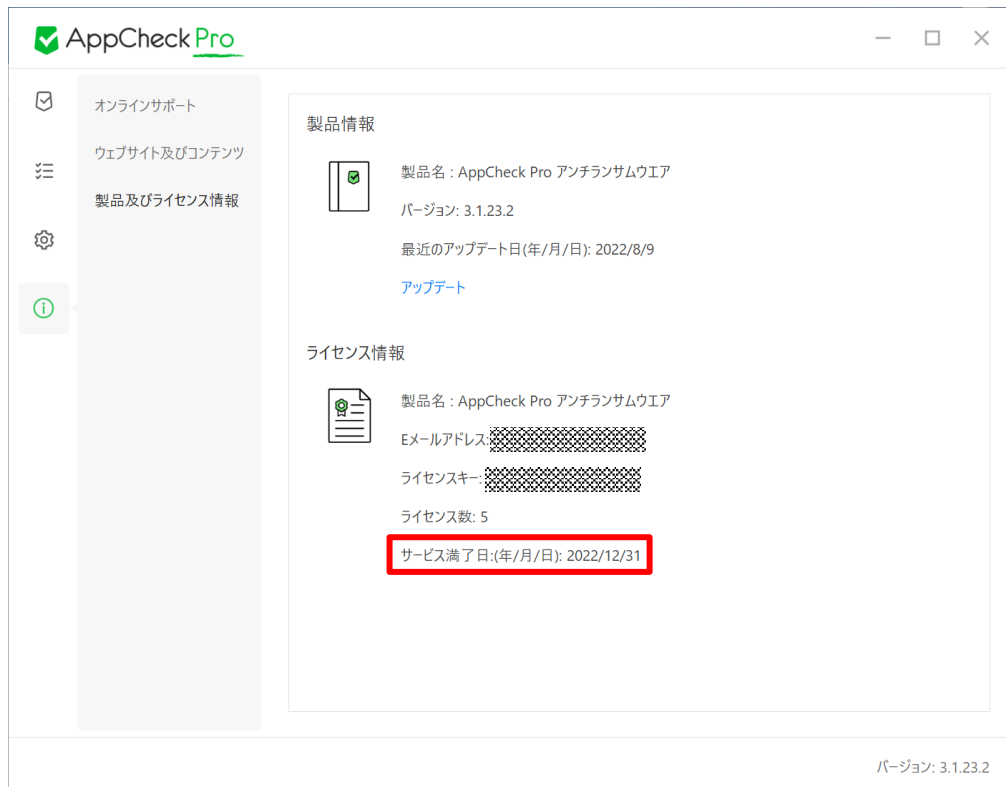 AppCheck Pro
オンラインサポート
ウェブサイト及びコンテンツ
製品及びライセンス情報
製品情報
製品名 : AppCheck Pro アンチランサムウエア
バージョン: 3.1.23.2
最近のアップデート日(年/月/日): 2022/8/9
アップデート
ライセンス情報
製品名 : AppCheck Pro アンチランサムウエア
Eメールアドレス:
ライセンスキー:
ライセンス数: 5
サービス満了日:(年/月/日): 2022/12/31
バージョン: 3.1.23.2